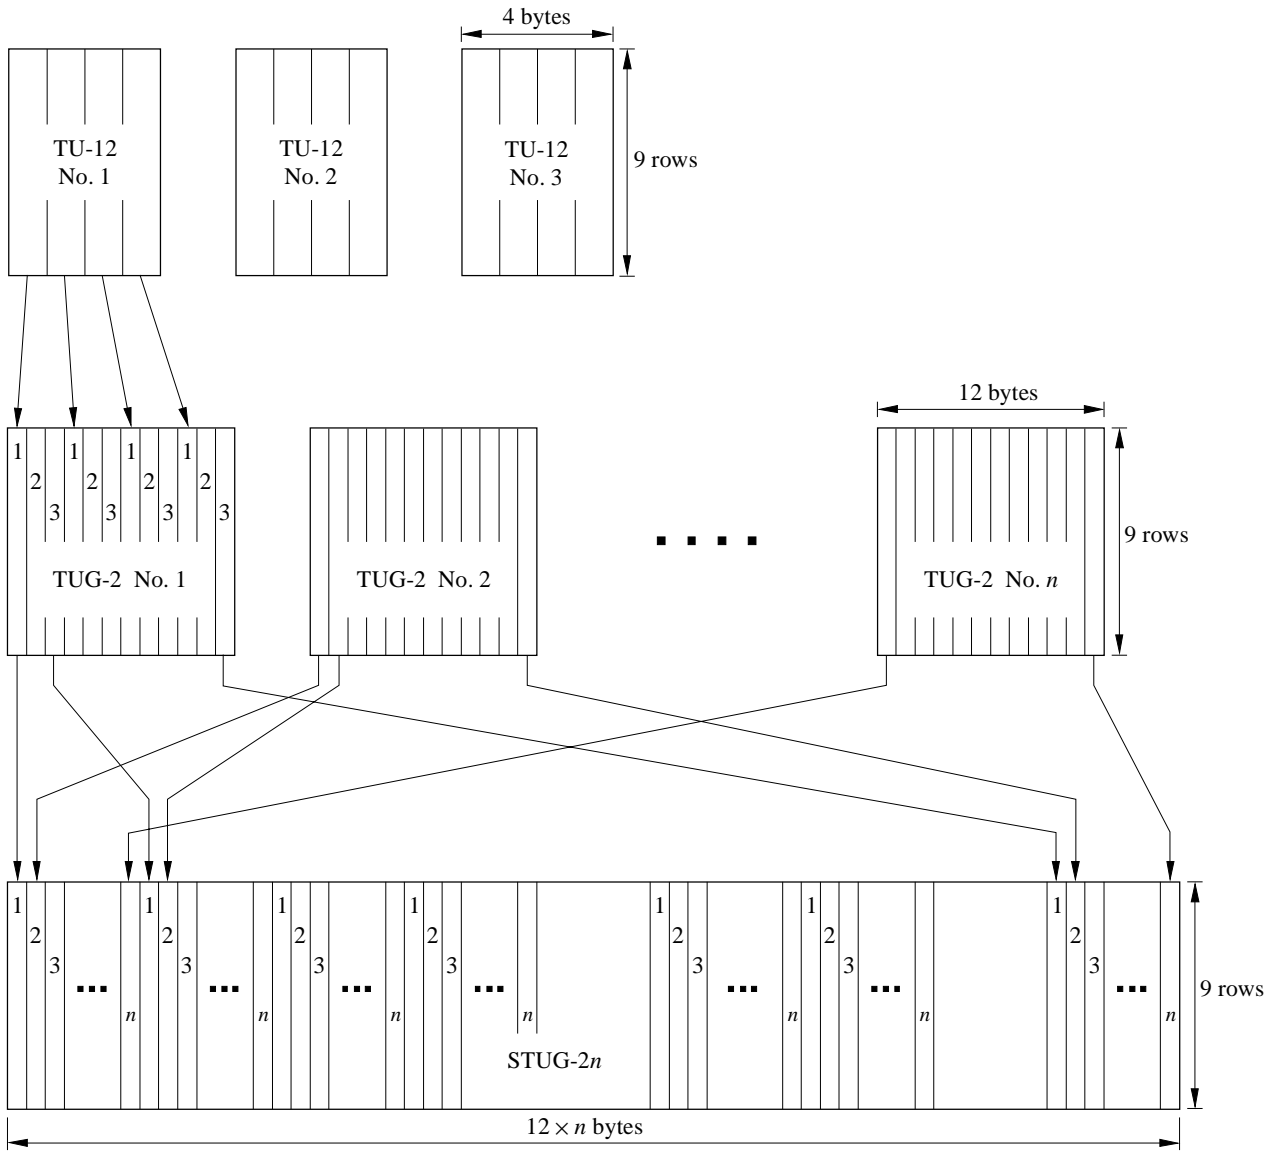 4 bytes
TU-12 TU-12 TU-12
No. 1 No. 2 No. 3
9 rows
12 bytes
1 1 1 1
2 2 2 2
3 3 3 3
9 rows
TUG-2 No. 1 TUG-2 No. 2 TUG-2 No. n
1 1 1 1 1 1 1
2 2 2 2 2 2 2
3 3 3 3 3 3 3
9 rows
n n n n n n n
STUG-2n
12 × n bytes